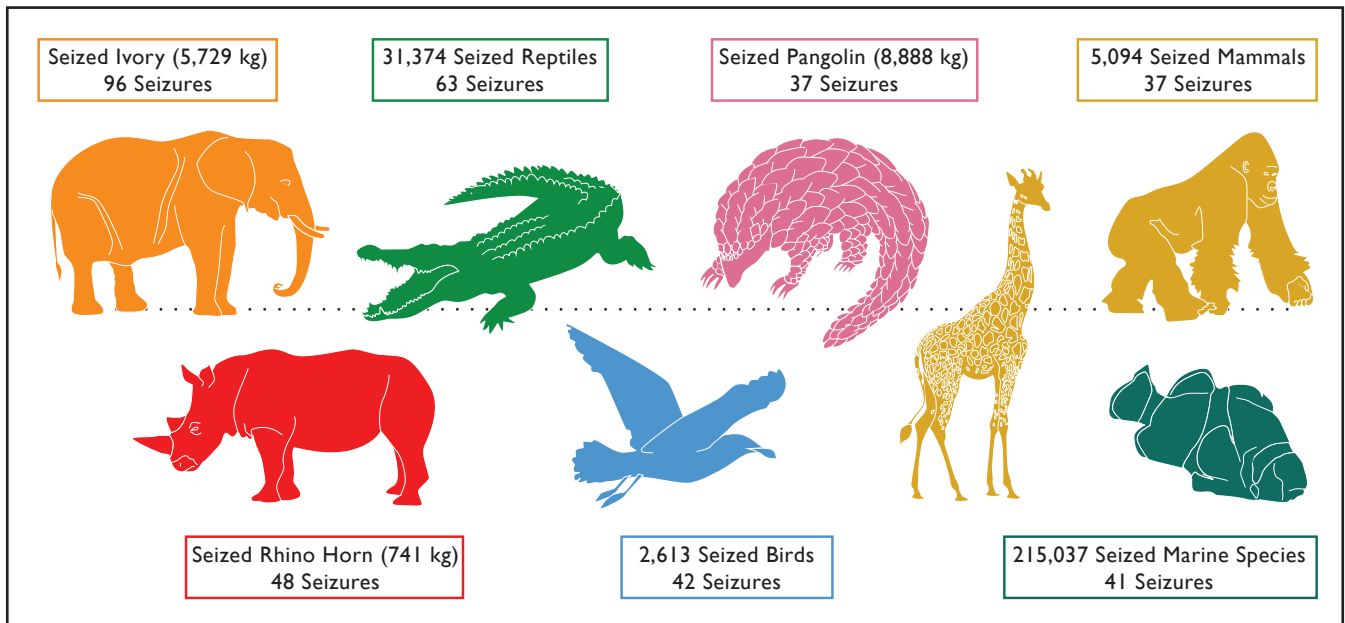 Seized Ivory (5,729 kg)
96 Seizures
31,374 Seized Reptiles
63 Seizures
Seized Pangolin (8,888 kg)
37 Seizures
5,094 Seized Mammals
37 Seizures
Seized Rhino Horn (741 kg)
48 Seizures
2,613 Seized Birds
42 Seizures
215,037 Seized Marine Species
41 Seizures